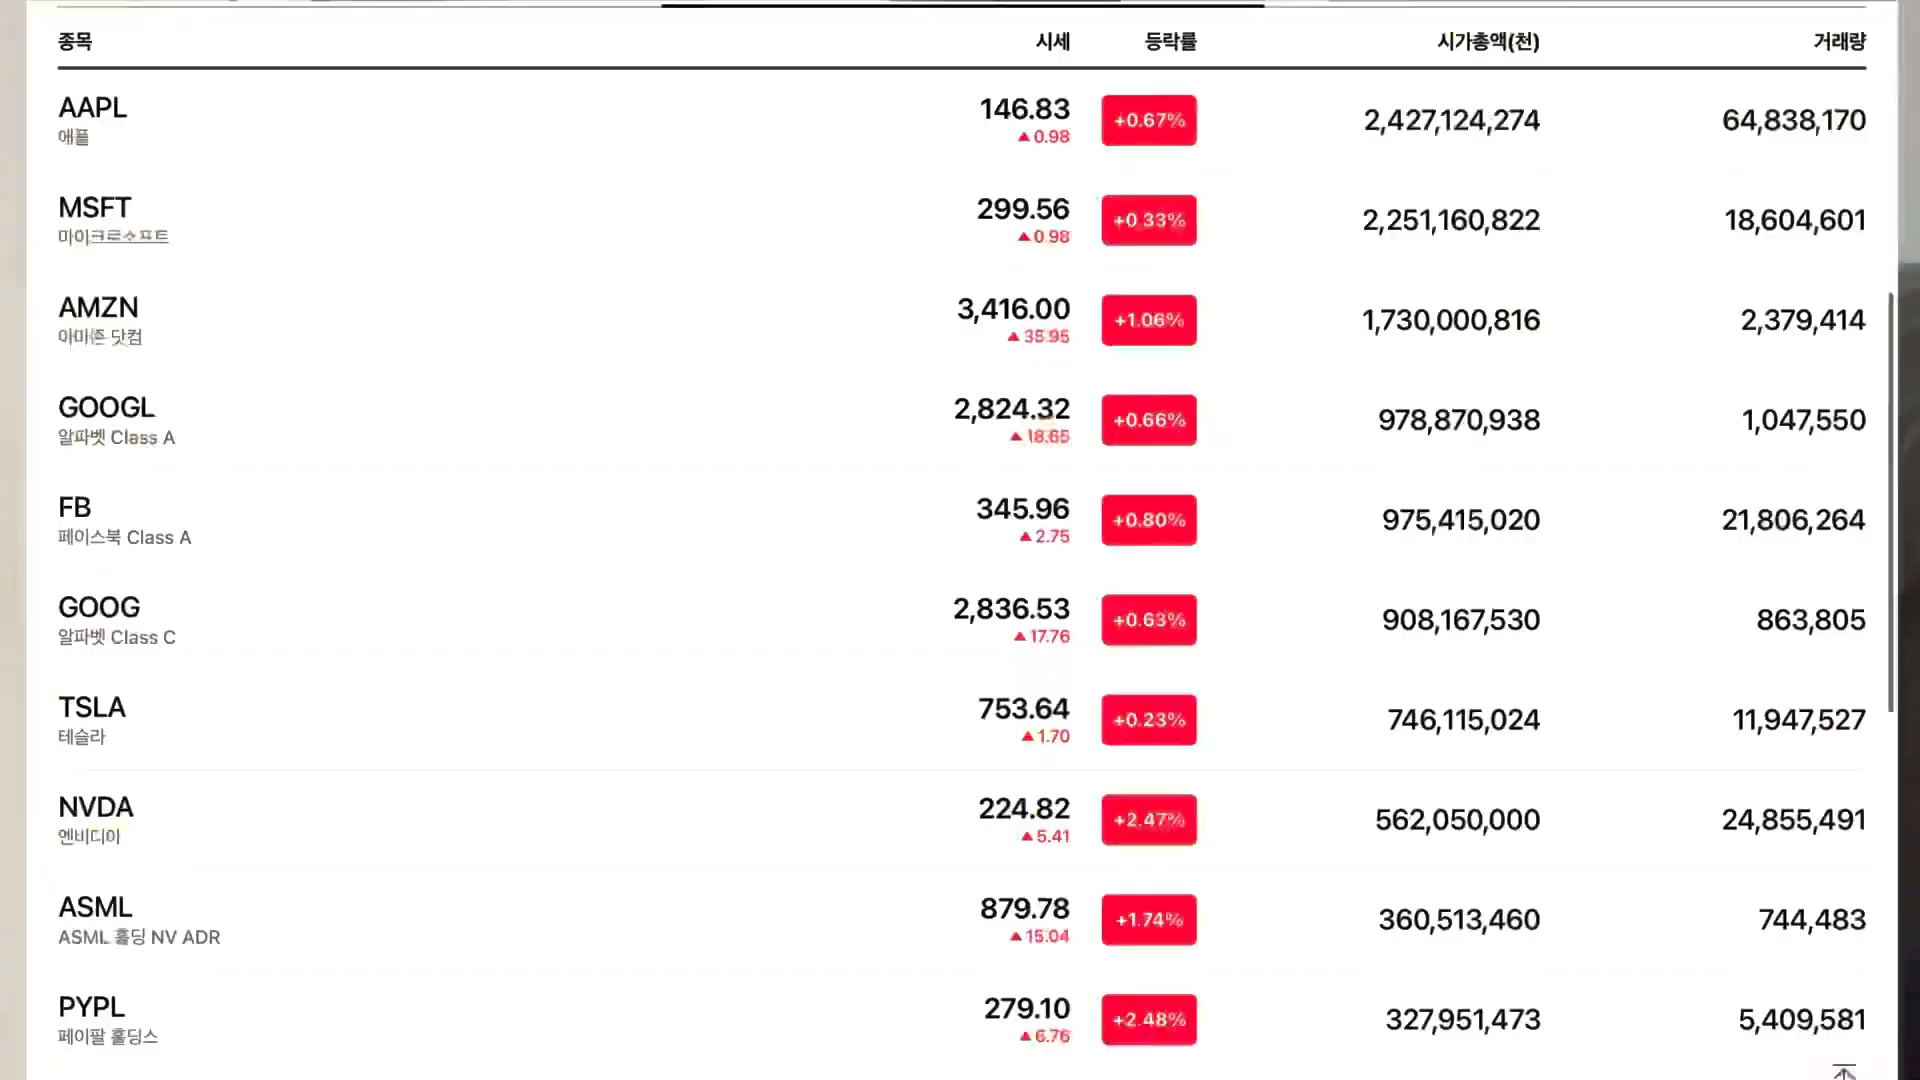 종목 시세 등락률 시가총액(천) 거래량
AAPL 146.83 +0.67% 2,427,124,274 64,838,170
애플 ▲0.98
MSFT 299.56 +0.33% 2,251,160,822 18,604,601
마이크로소프트 ▲0.98
AMZN 3,416.00 +1.06% 1,730,000,816 2,379,414
아마존 닷컴 ▲35.95
GOOGL 2,824.32 +0.66% 978,870,938 1,047,550
알파벳 Class A ▲18.65
FB 345.96 +0.80% 975,415,020 21,806,264
페이스북 Class A ▲2.75
GOOG 2,836.53 +0.63% 908,167,530 863,805
알파벳 Class C ▲17.76
TSLA 753.64 +0.23% 746,115,024 11,947,527
테슬라 ▲1.70
NVDA 224.82 +2.47% 562,050,000 24,855,491
엔비디아 ▲5.41
ASML 879.78 +1.74% 360,513,460 744,483
ASML 홀딩 NV ADR ▲15.04
PYPL 279.10 +2.48% 327,951,473 5,409,581
페이팔 홀딩스 ▲6.76